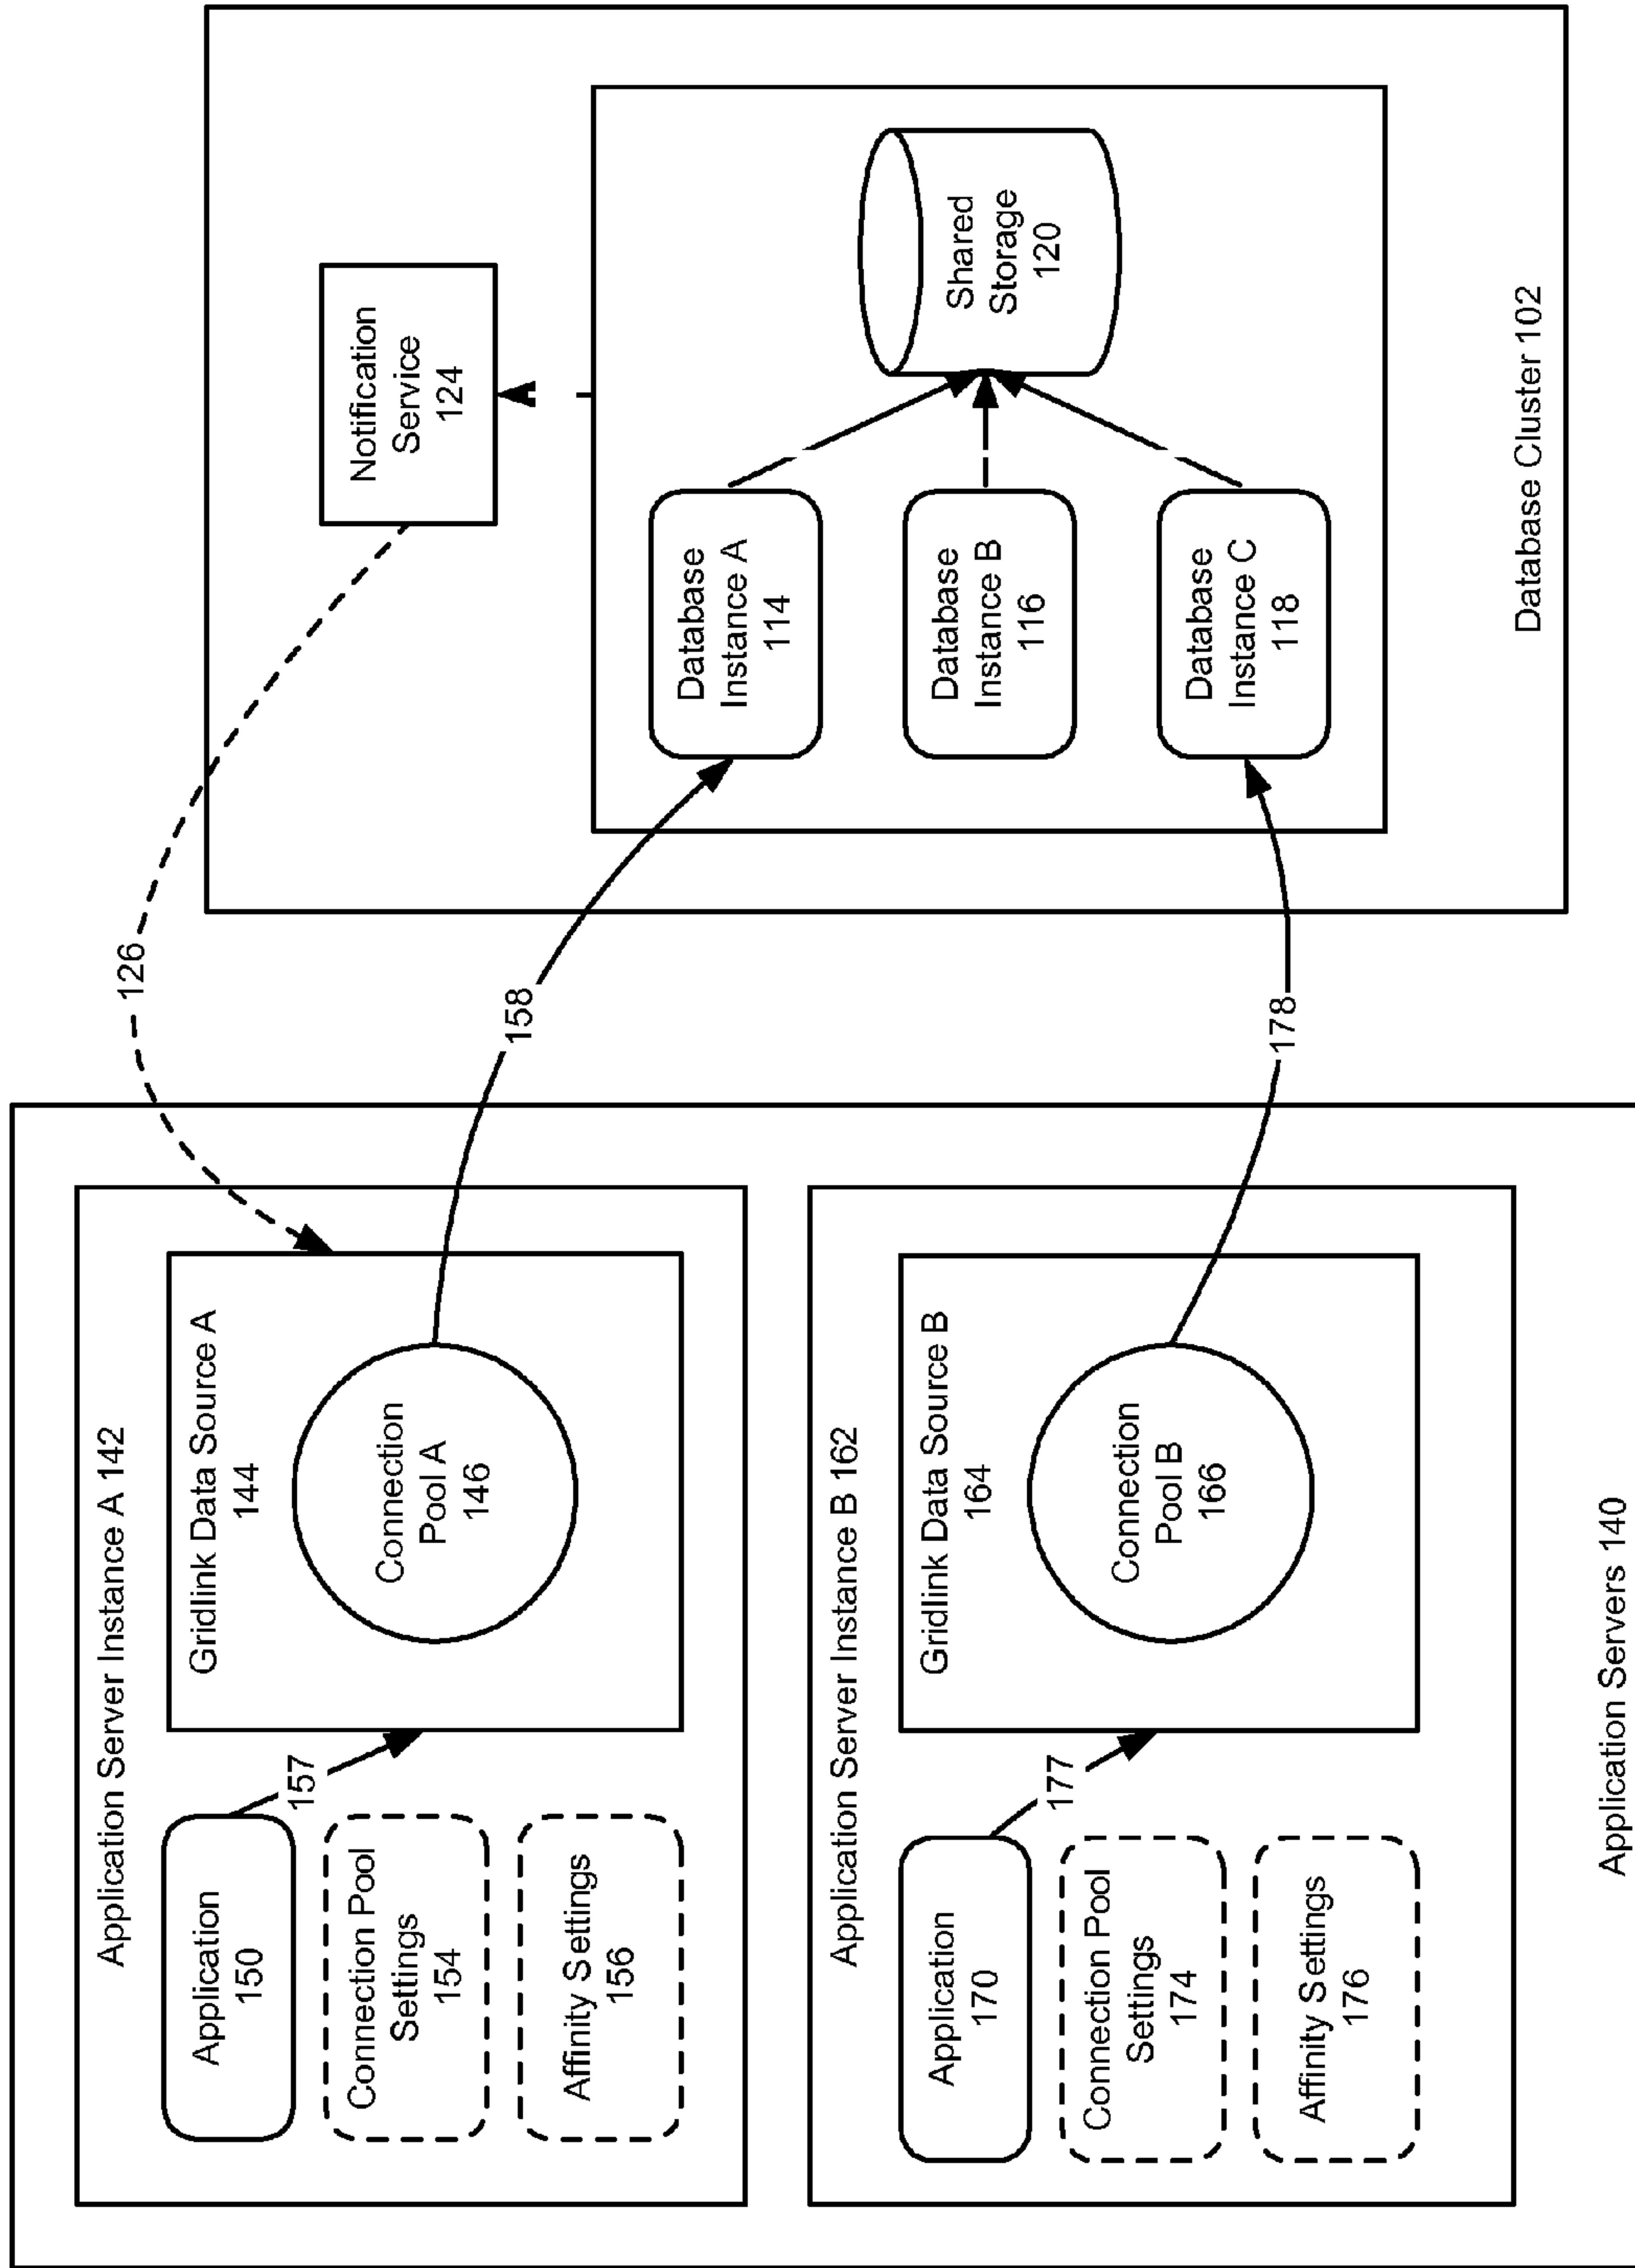 Application Server Instance A 142
Application
150
Connection Pool
Settings
154
Affinity Settings
156
157
Gridlink Data Source A
144
Connection
Pool A
146
Application Server Instance B 162
Application
170
Connection Pool
Settings
174
Affinity Settings
176
177
Gridlink Data Source B
164
Connection
Pool B
166
Application Servers 140
126
158
178
Notification
Service
124
Database
Instance A
114
Database
Instance B
116
Database
Instance C
118
Shared
Storage
120
Database Cluster 102